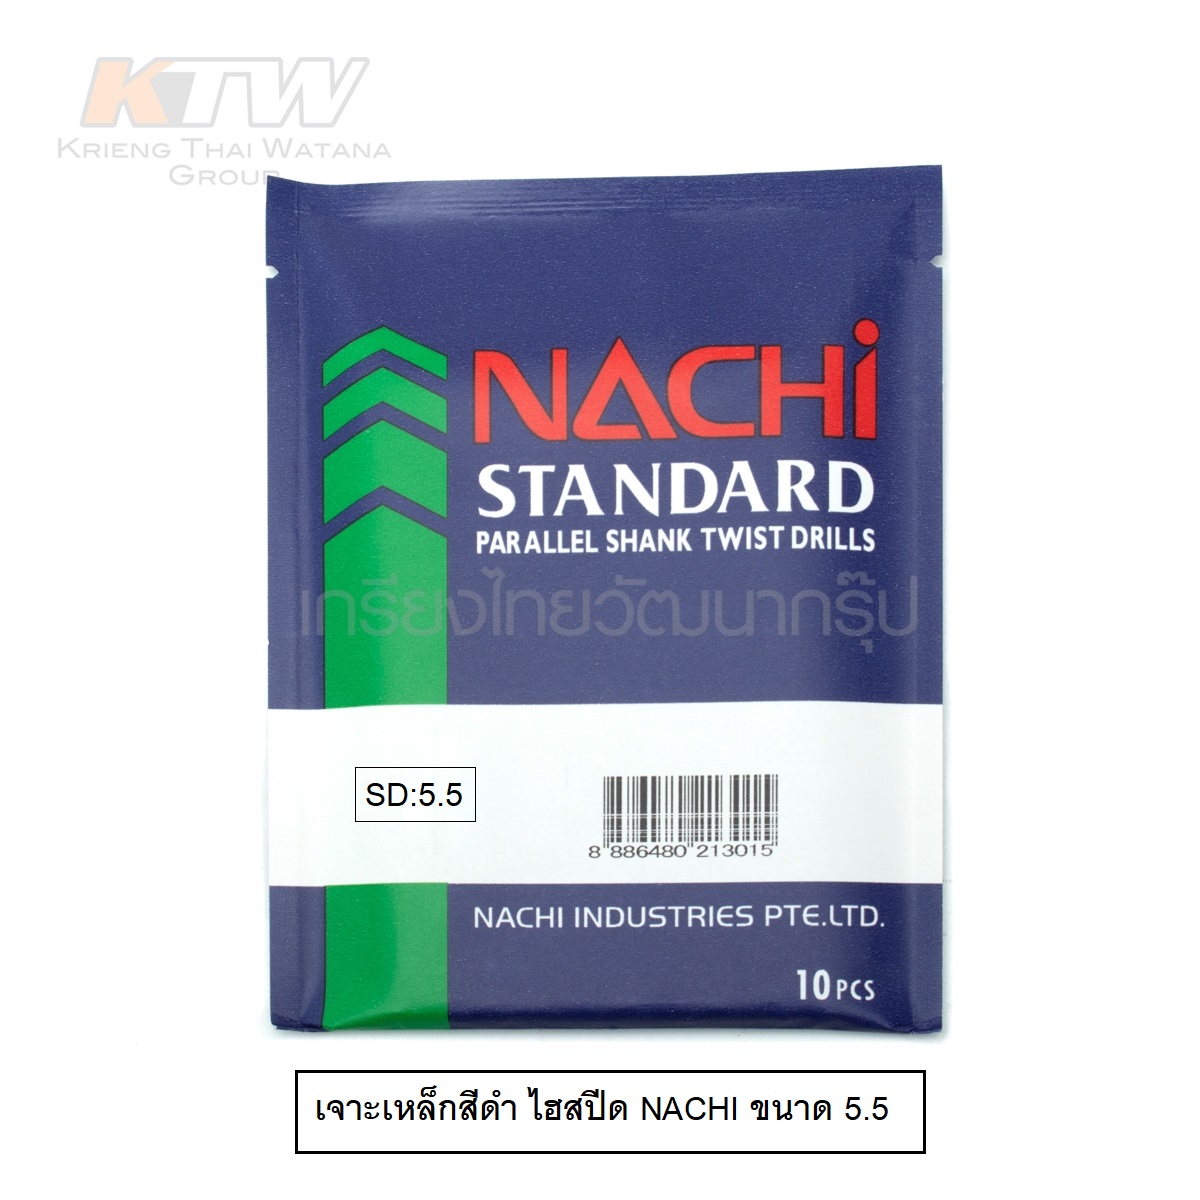 KTW
KRIENG THAI WATANA
GROUP
NACHi
STANDARD
PARALLEL SHANK TWIST DRILLS
เกรียงไทยวัฒนากรุ๊ป
SD:5.5
8 886480 213015
NACHI INDUSTRIES PTE.LTD.
10 PCS
เจาะเหล็กสีดำ ไฮสปีด NACHI ขนาด 5.5